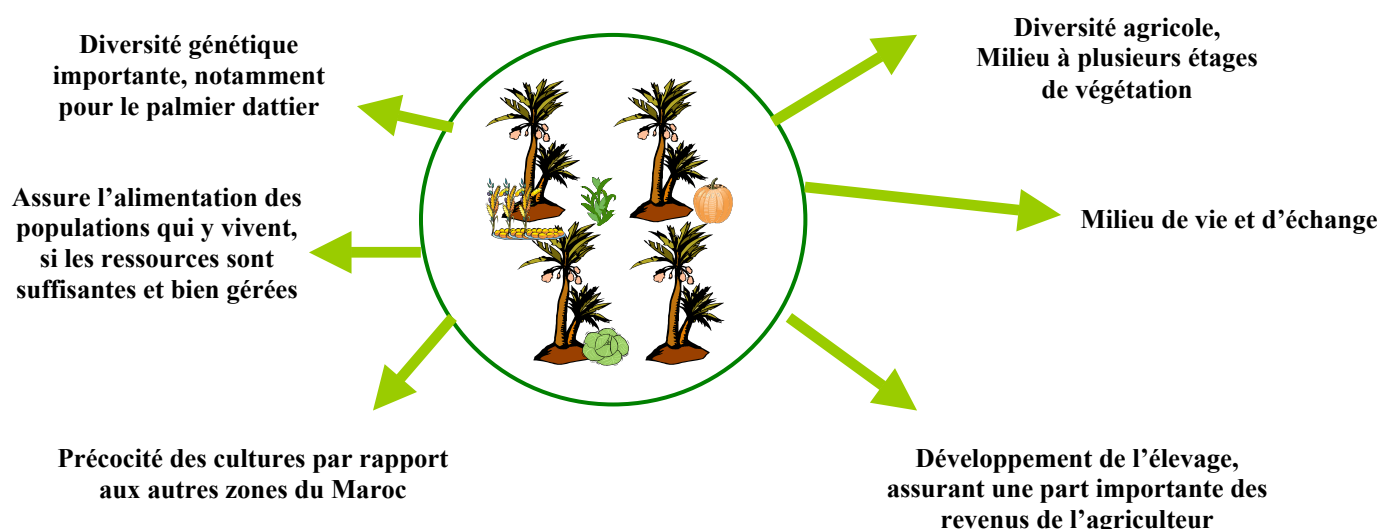 Diversité génétique
importante, notamment
pour le palmier dattier
Assure l’alimentation des
populations qui y vivent,
si les ressources sont
suffisantes et bien gérées
Précocité des cultures par rapport
aux autres zones du Maroc
Diversité agricole,
Milieu à plusieurs étages
de végétation
Milieu de vie et d’échange
Développement de l’élevage,
assurant une part importante des
revenus de l’agriculteur